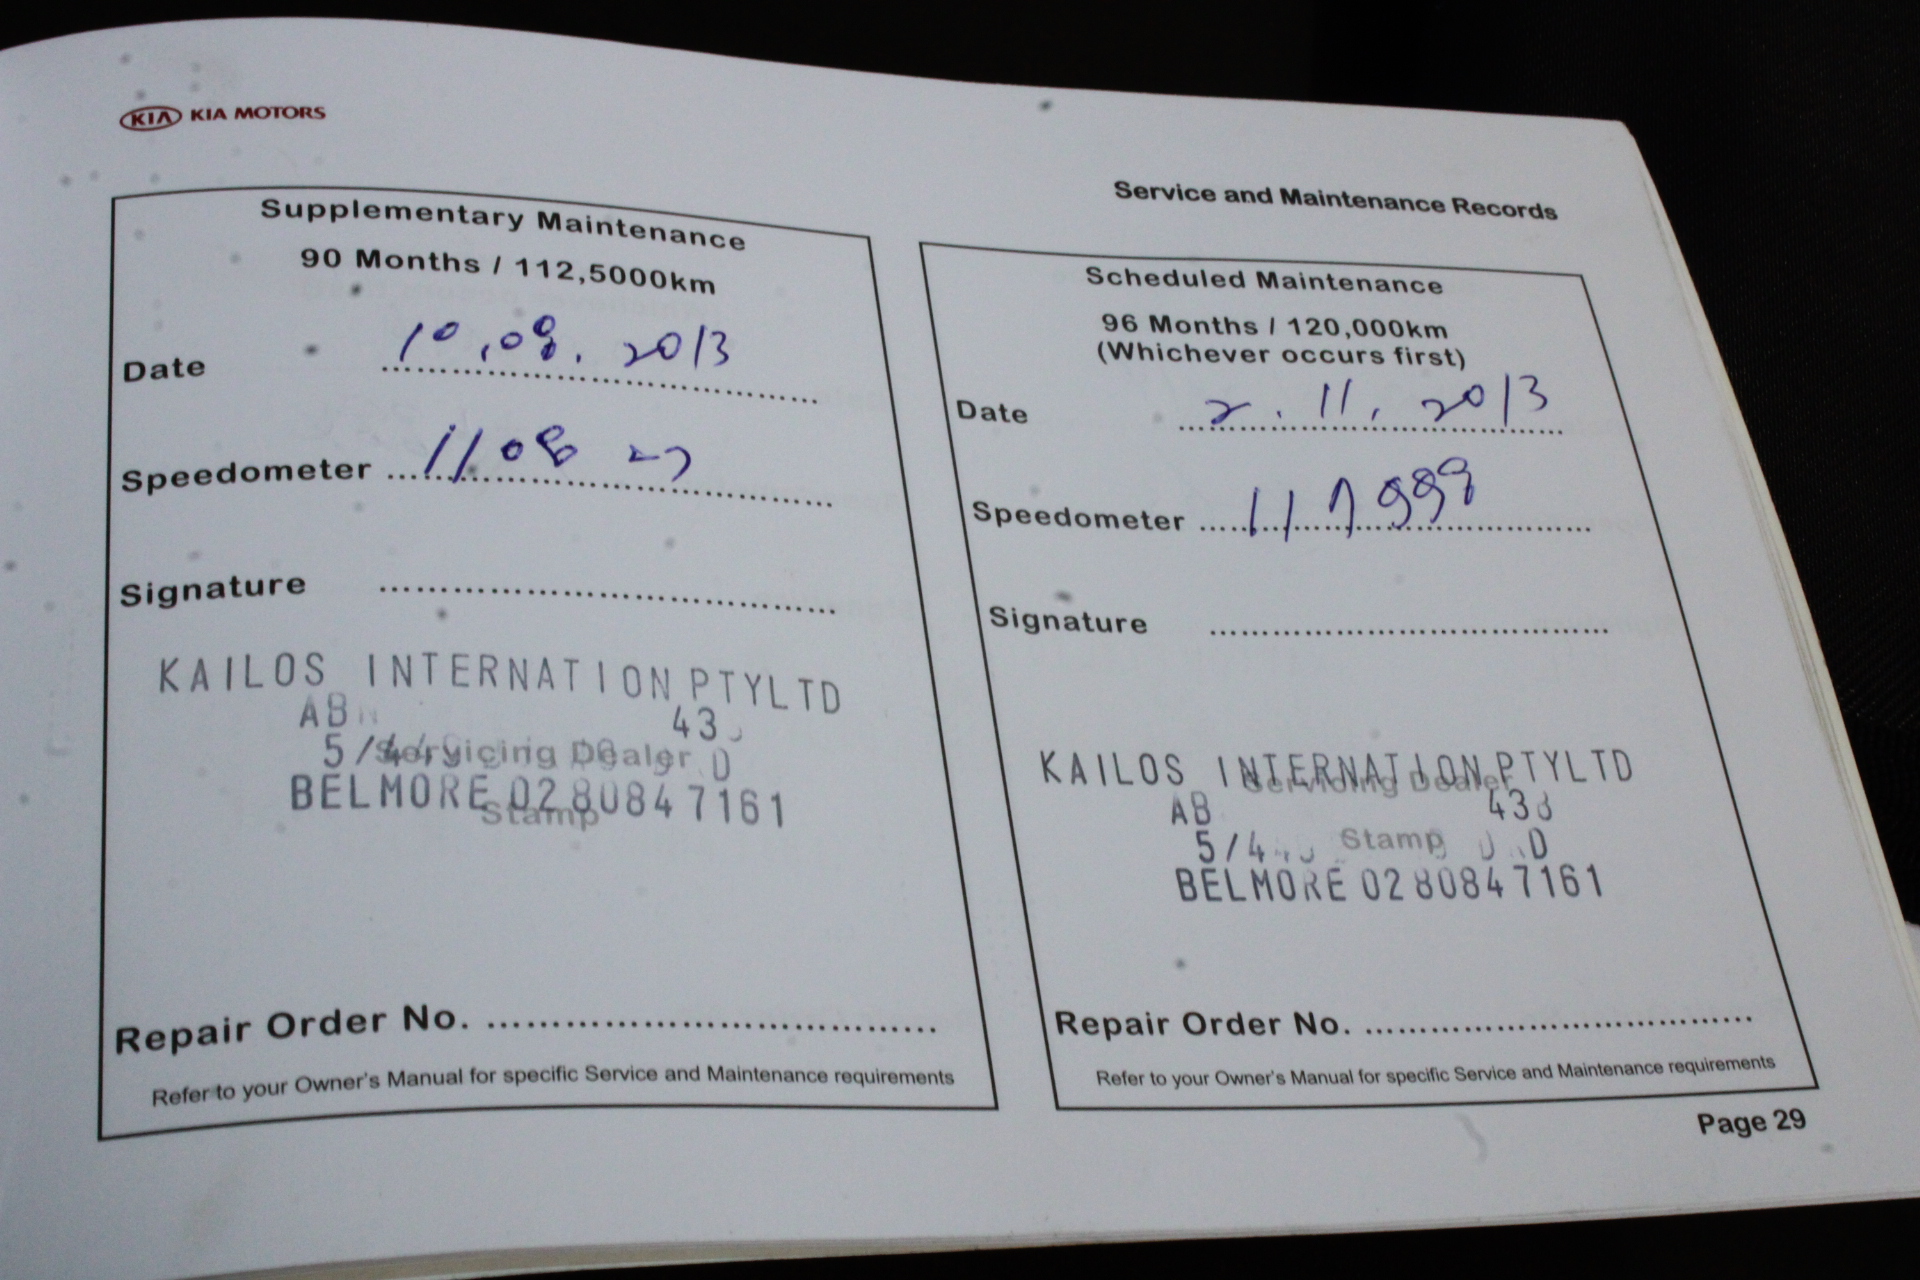 KIA KIA MOTORS
Service and Maintenance Records
Supplementary Maintenance
90 Months / 112,5000km
Date 10.08.2013
Speedometer
Signature
KAILOS INTERNATION PTYLTD
AB
Servicing Dealer
BELMORE 02 8084 7161
Stamp
Repair Order No.
Refer to your Owner's Manual for specific Service and Maintenance requirements
Scheduled Maintenance
96 Months / 120,000km
(Whichever occurs first)
Date 2.11.2013
Speedometer 117999
Signature
KAILOS INTERNATION PTYLTD
Servicing Dealer
AB
Stamp
BELMORE 02 8084 7161
Repair Order No.
Refer to your Owner's Manual for specific Service and Maintenance requirements
Page 29